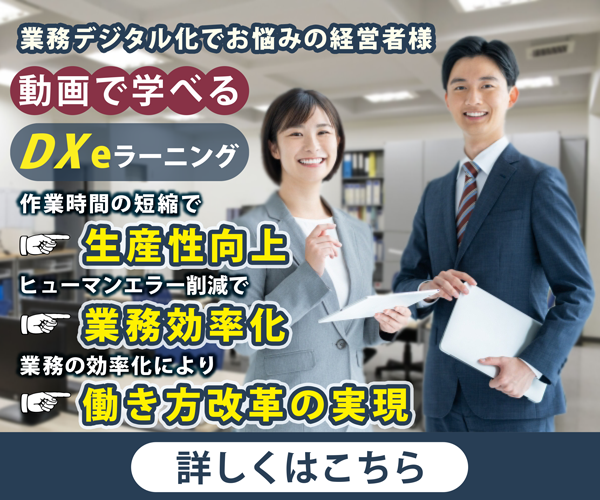 業務デジタル化でお悩みの経営者様
動画で学べる
DX eラーニング
作業時間の短縮で
生産性向上
ヒューマンエラー削減で
業務効率化
業務の効率化により
働き方改革の実現
詳しくはこちら